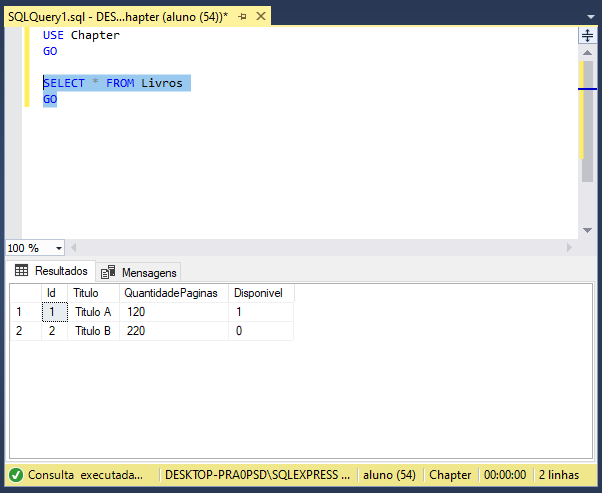 SQLQuery1.sql - DES...hapter (aluno (54))*
USE Chapter
GO
SELECT * FROM Livros
GO
100 %
Resultados Mensagens
Id Titulo QuantidadePaginas Disponivel
1 1 Titulo A 120 1
2 2 Titulo B 220 0
Consulta executada... DESKTOP-PRA0PSD\SQLEXPRESS ... aluno (54) Chapter 00:00:00 2 linhas